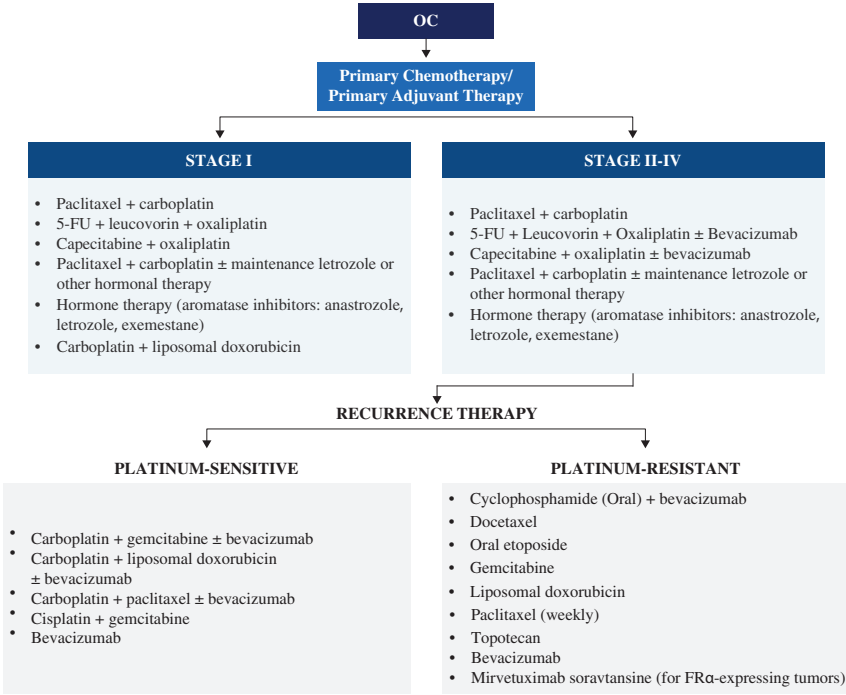 OC
Primary Chemotherapy/
Primary Adjuvant Therapy
STAGE I
• Paclitaxel + carboplatin
• 5-FU + leucovorin + oxaliplatin
• Capecitabine + oxaliplatin
• Paclitaxel + carboplatin ± maintenance letrozole or
other hormonal therapy
• Hormone therapy (aromatase inhibitors: anastrozole,
letrozole, exemestane)
• Carboplatin + liposomal doxorubicin
STAGE II-IV
• Paclitaxel + carboplatin
• 5-FU + Leucovorin + Oxaliplatin ± Bevacizumab
• Capecitabine + oxaliplatin ± bevacizumab
• Paclitaxel + carboplatin ± maintenance letrozole or
other hormonal therapy
• Hormone therapy (aromatase inhibitors: anastrozole,
letrozole, exemestane)
RECURRENCE THERAPY
PLATINUM-SENSITIVE
• Carboplatin + gemcitabine ± bevacizumab
• Carboplatin + liposomal doxorubicin
± bevacizumab
• Carboplatin + paclitaxel ± bevacizumab
• Cisplatin + gemcitabine
• Bevacizumab
PLATINUM-RESISTANT
• Cyclophosphamide (Oral) + bevacizumab
• Docetaxel
• Oral etoposide
• Gemcitabine
• Liposomal doxorubicin
• Paclitaxel (weekly)
• Topotecan
• Bevacizumab
• Mirvetuximab soravtansine (for FRα-expressing tumors)